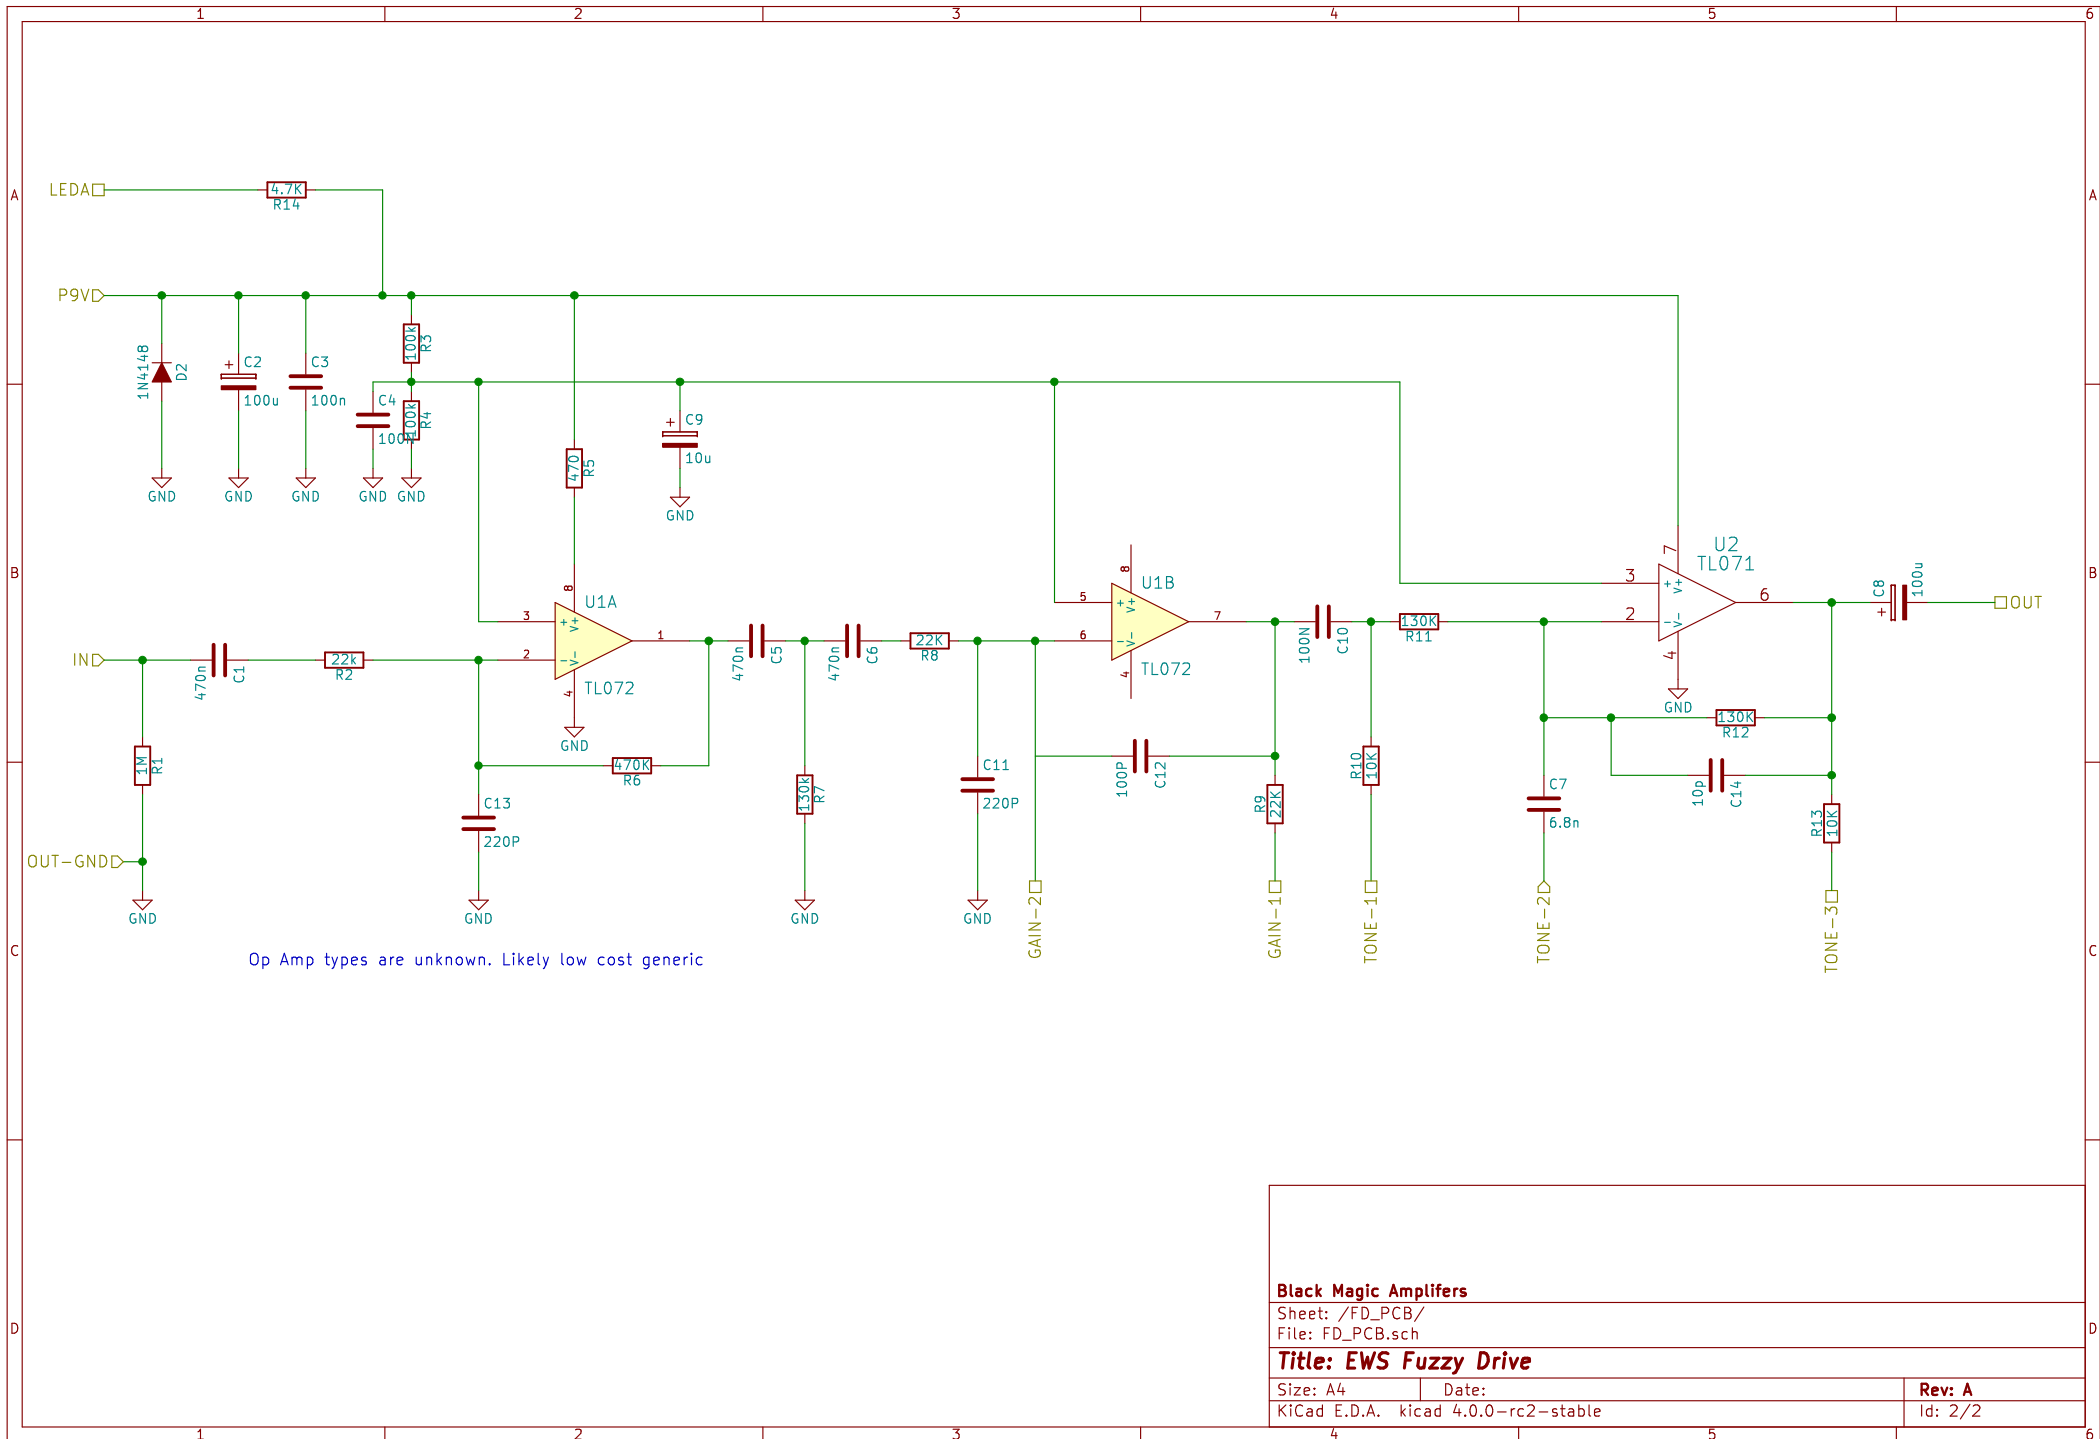 1 2 3 4 5 6
A A
LEDA
4.7K
R14
P9V
1N4148
D2
+
C2
100u
C3
100n
100k
R3
C4
100n
100k
R4
470
R5
+
C9
10u
GND
GND
GND
GND
GND
GND
B B
U1A
8
3
+
V+
1
2
-
V-
4
TL072
GND
IN
470n
C1
22k
R2
470n
C5
470n
C6
22K
R8
U1B
8
5
+
V+
7
6
-
V-
4
TL072
100N
C10
130K
R11
U2
TL071
7
3
+
V+
6
2
-
V-
4
GND
C8
100u
+
OUT
1M
R1
470K
R6
C13
220P
130k
R7
C11
220P
100P
C12
R9
22K
R10
10K
130K
R12
C7
6.8n
10p
C14
R13
10K
OUT-GND
GND
GND
GND
GND
GAIN-2
GAIN-1
TONE-1
TONE-2
TONE-3
C C
Op Amp types are unknown. Likely low cost generic
D D
Black Magic Amplifers
Sheet: /FD_PCB/
File: FD_PCB.sch
Title: EWS Fuzzy Drive
Size: A4 Date: Rev: A
KiCad E.D.A. kicad 4.0.0-rc2-stable Id: 2/2
1 2 3 4 5 6